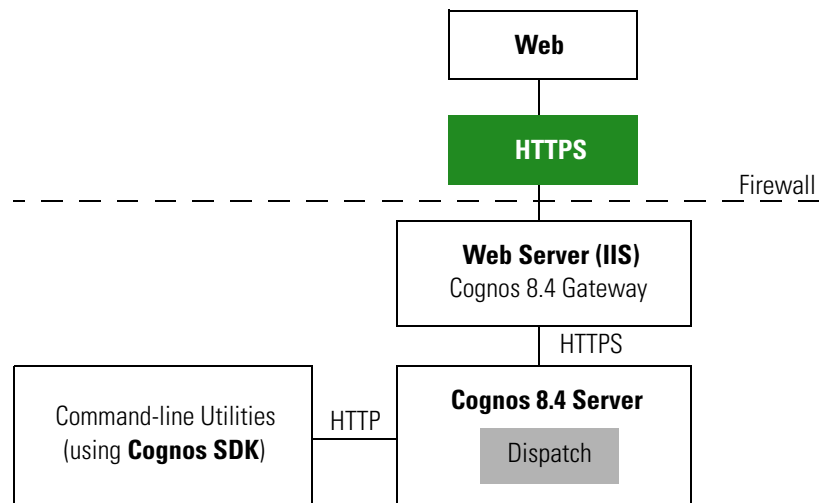 Web
HTTPS
Firewall
Web Server (IIS)
Cognos 8.4 Gateway
HTTPS
Cognos 8.4 Server
Dispatch
HTTP
Command-line Utilities
(using Cognos SDK)